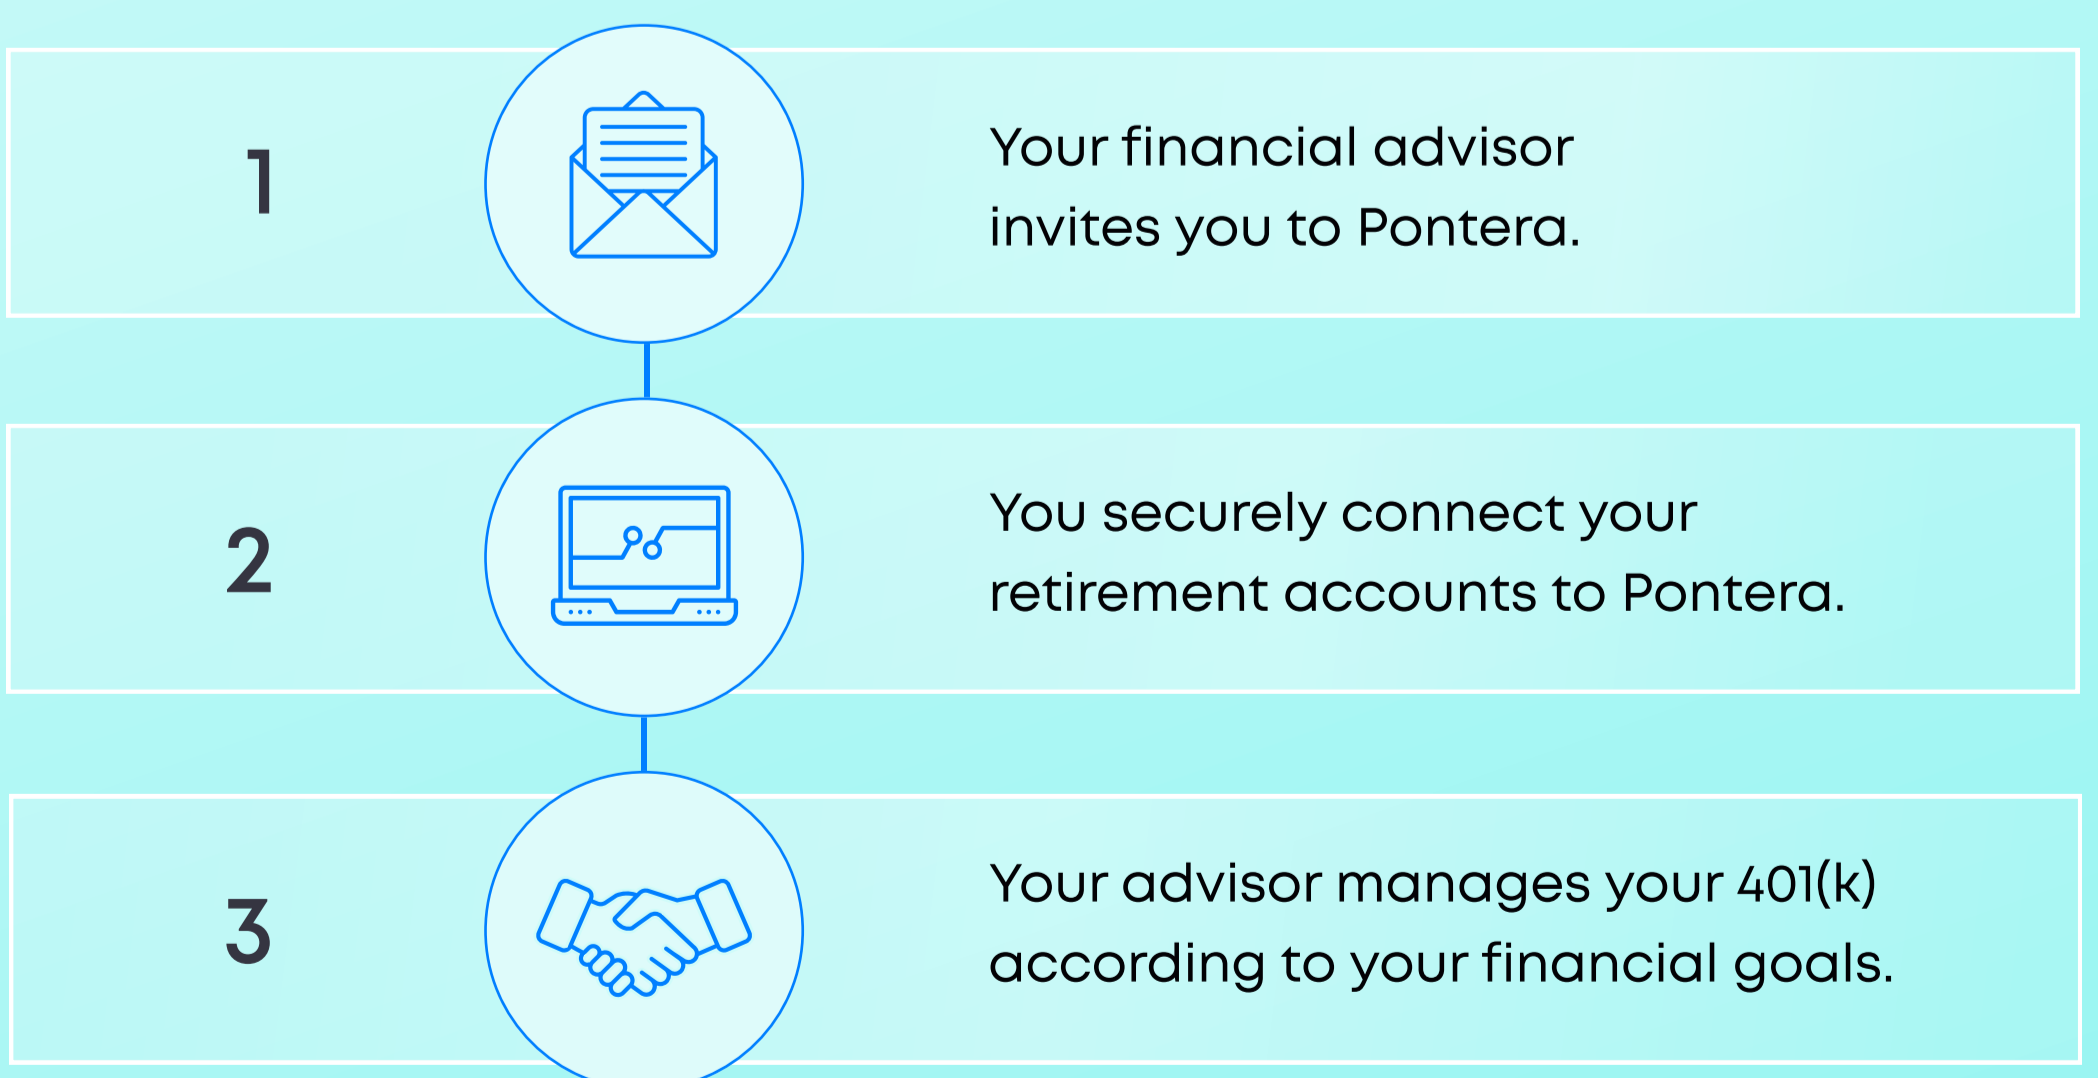 1
Your financial advisor
invites you to Pontera.
2
You securely connect your
retirement accounts to Pontera.
3
Your advisor manages your 401(k)
according to your financial goals.